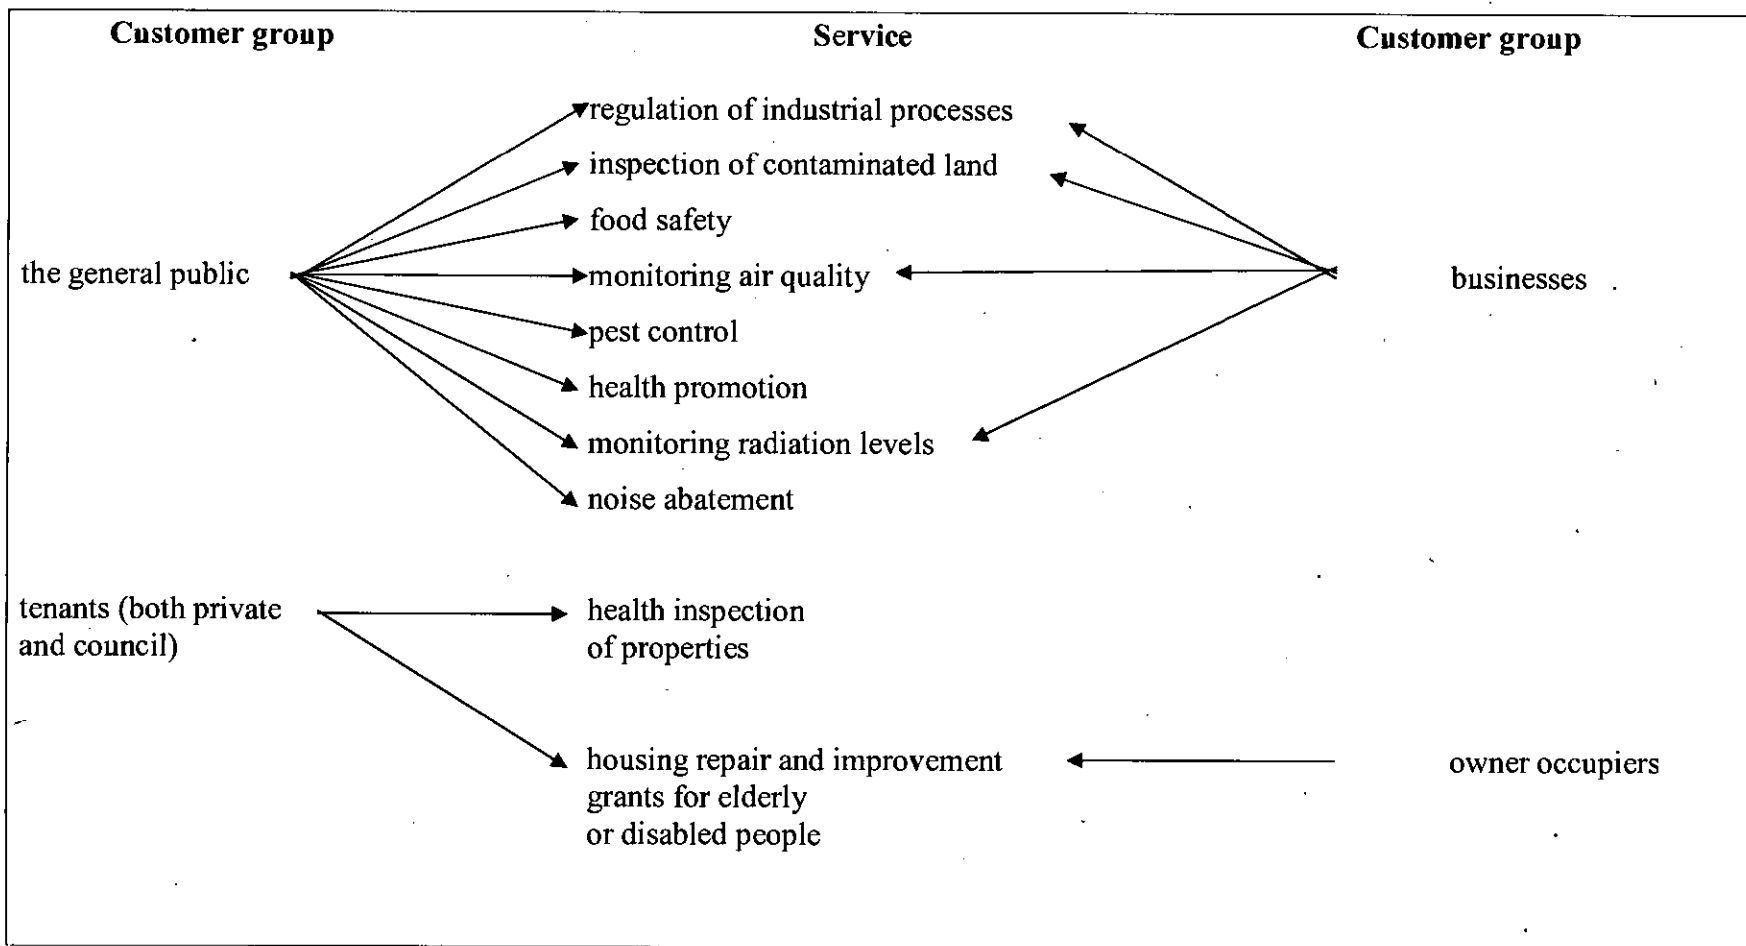 Customer group
Service
Customer group
regulation of industrial processes
inspection of contaminated land
food safety
the general public
monitoring air quality
businesses
pest control
health promotion
monitoring radiation levels
noise abatement
tenants (both private
and council)
health inspection
of properties
housing repair and improvement
grants for elderly
or disabled people
owner occupiers